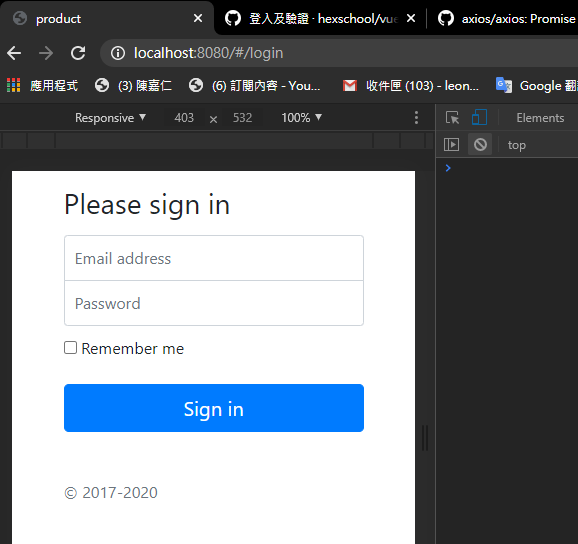 product
登入及驗證 · hexschool/vue
axios/axios: Promise
localhost:8080/#/login
應用程式
(3) 陳嘉仁
(6) 訂閱內容 - You...
收件匣 (103) - leon...
Google 翻
Responsive
403 × 532
100%
Elements
top
Please sign in
Email address
Password
Remember me
Sign in
© 2017-2020